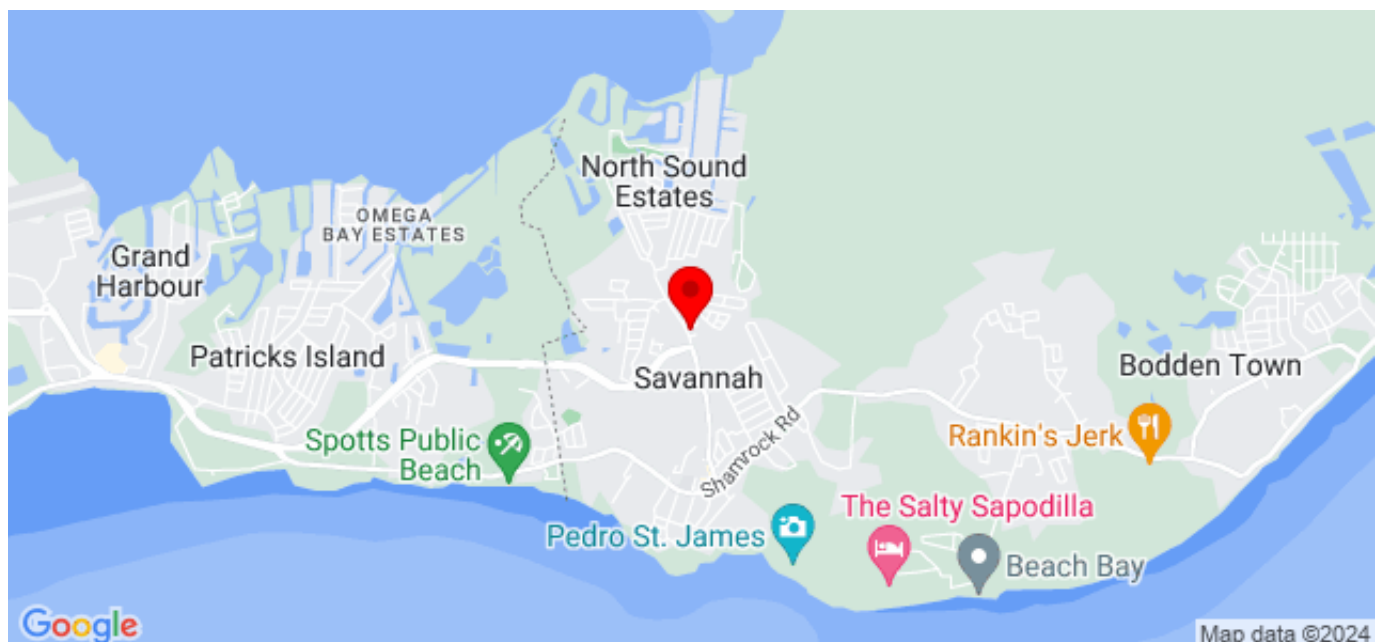 North Sound
Estates
OMEGA
BAY ESTATES
Grand
Harbour
Patricks Island
Savannah
Bodden Town
Spotts Public
Beach
Shamrock Rd
Rankin's Jerk
The Salty Sapodilla
Pedro St. James
Beach Bay
Google
Map data ©2024